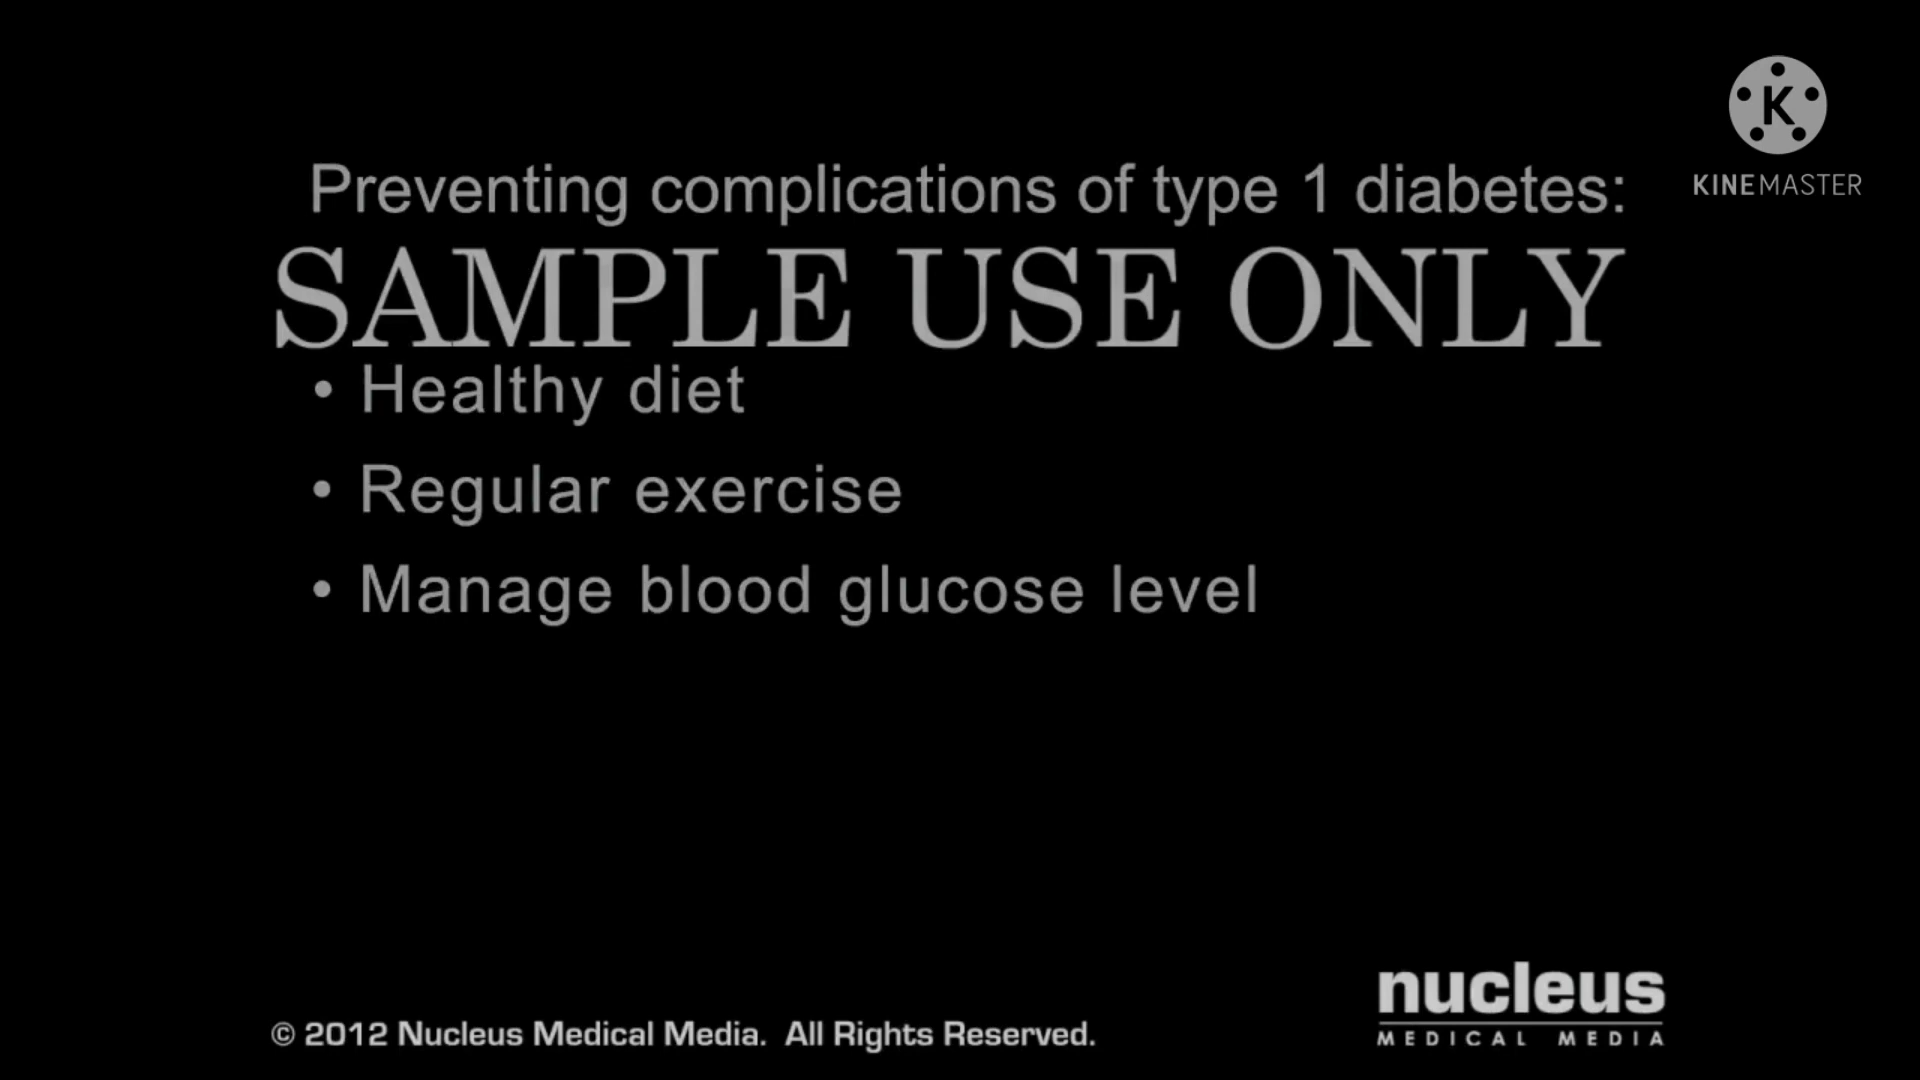 K
KINEMASTER
Preventing complications of type 1 diabetes:
SAMPLE USE ONLY
• Healthy diet
• Regular exercise
• Manage blood glucose level
nucleus
MEDICAL MEDIA
© 2012 Nucleus Medical Media. All Rights Reserved.